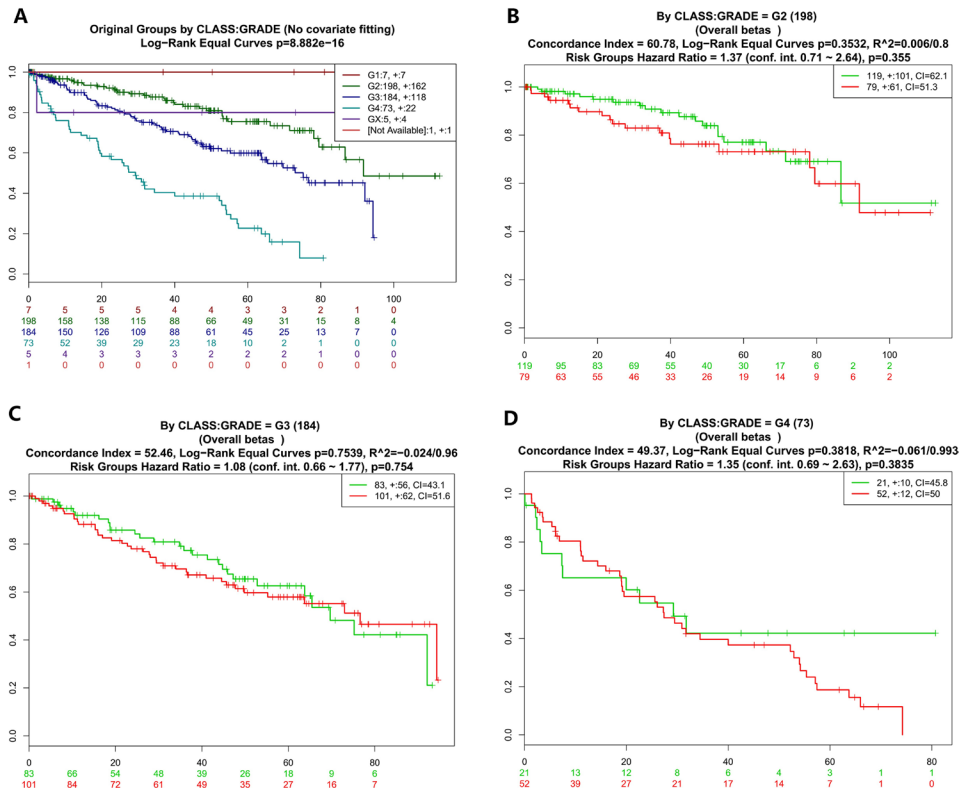 A
Original Groups by CLASS:GRADE (No covariate fitting)
Log−Rank Equal Curves p=8.882e−16
G1:7, +:7
G2:198, +:162
G3:184, +:118
G4:73, +:22
GX:5, +:4
[Not Available]:1, +:1
1.0
0.8
0.6
0.4
0.2
0.0
0 20 40 60 80 100
7 5 5 5 4 4 3 3 2 1 0
198 158 138 115 88 66 49 31 15 8 4
184 150 126 109 88 61 45 25 13 7 0
73 52 39 29 23 18 10 2 1 0 0
5 4 3 3 3 2 2 2 1 0 0
1 0 0 0 0 0 0 0 0 0 0
B
By CLASS:GRADE = G2 (198)
(Overall betas )
Concordance Index = 60.78, Log−Rank Equal Curves p=0.3532, R^2=0.006/0.8
Risk Groups Hazard Ratio = 1.37 (conf. int. 0.71 ~ 2.64), p=0.355
119, +:101, CI=62.1
79, +:61, CI=51.3
1.0
0.8
0.6
0.4
0.2
0.0
0 20 40 60 80 100
119 95 83 69 55 40 30 17 6 2 2
79 63 55 46 33 26 19 14 9 6 2
C
By CLASS:GRADE = G3 (184)
(Overall betas )
Concordance Index = 52.46, Log−Rank Equal Curves p=0.7539, R^2=−0.024/0.96
Risk Groups Hazard Ratio = 1.08 (conf. int. 0.66 ~ 1.77), p=0.754
83, +:56, CI=43.1
101, +:62, CI=51.6
1.0
0.8
0.6
0.4
0.2
0.0
0 20 40 60 80
83 66 54 48 39 26 18 9 6
101 84 72 61 49 35 27 16 7
D
By CLASS:GRADE = G4 (73)
(Overall betas )
Concordance Index = 49.37, Log−Rank Equal Curves p=0.3818, R^2=−0.061/0.993
Risk Groups Hazard Ratio = 1.35 (conf. int. 0.69 ~ 2.63), p=0.3835
21, +:10, CI=45.8
52, +:12, CI=50
1.0
0.8
0.6
0.4
0.2
0.0
0 20 40 60 80
21 13 12 8 6 4 3 1 1
52 39 27 21 17 14 7 1 0